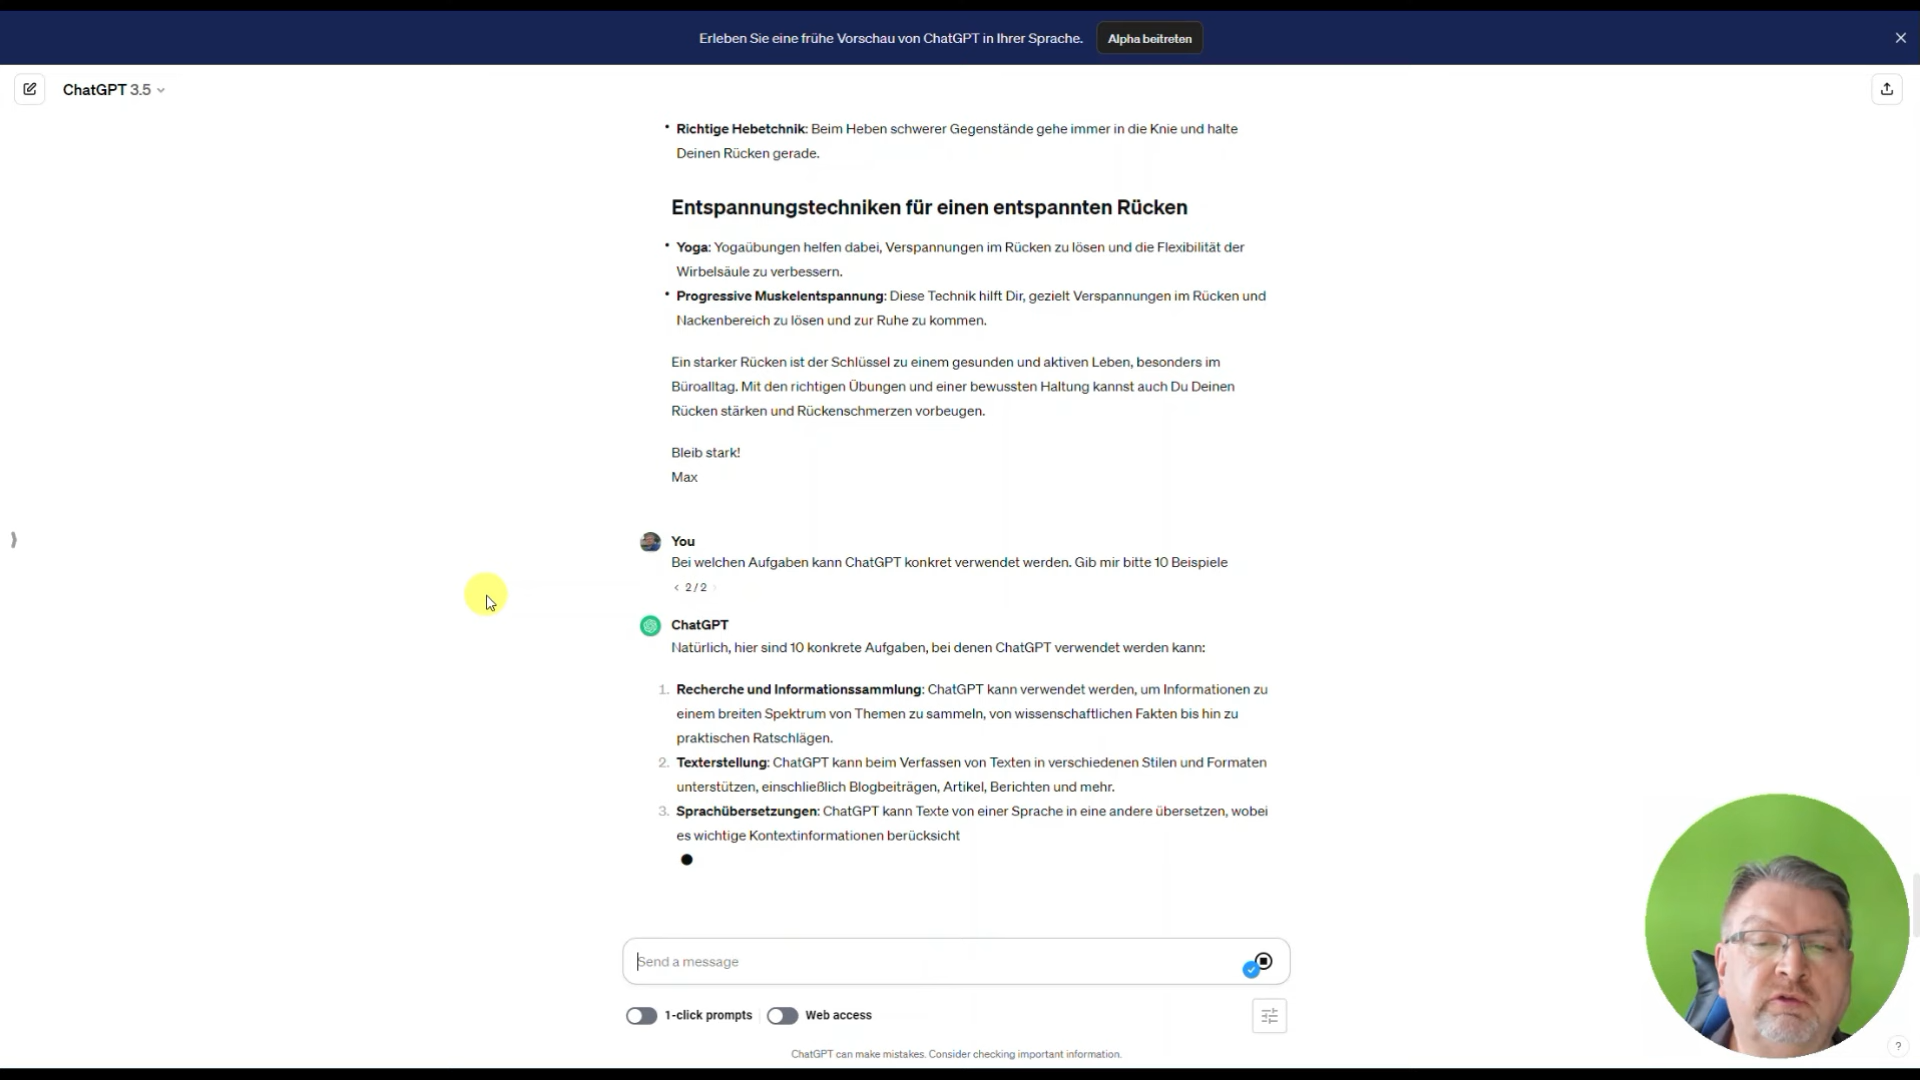 Erleben Sie eine frühe Vorschau von ChatGPT in Ihrer Sprache. Alpha beitreten
ChatGPT 3.5
• Richtige Hebetchnik: Beim Heben schwerer Gegenstände gehe immer in die Knie und halte
Deinen Rücken gerade.
Entspannungstechniken für einen entspannten Rücken
• Yoga: Yogaübungen helfen dabei, Verspannungen im Rücken zu lösen und die Flexibilität der
Wirbelsäule zu verbessern.
• Progressive Muskelentspannung: Diese Technik hilft Dir, gezielt Verspannungen im Rücken und
Nackenbereich zu lösen und zur Ruhe zu kommen.
Ein starker Rücken ist der Schlüssel zu einem gesunden und aktiven Leben, besonders im
Büroalltag. Mit den richtigen Übungen und einer bewussten Haltung kannst auch Du Deinen
Rücken stärken und Rückenschmerzen vorbeugen.
Bleib stark!
Max
You
Bei welchen Aufgaben kann ChatGPT konkret verwendet werden. Gib mir bitte 10 Beispiele
< 2 / 2
ChatGPT
Natürlich, hier sind 10 konkrete Aufgaben, bei denen ChatGPT verwendet werden kann:
1. Recherche und Informationssammlung: ChatGPT kann verwendet werden, um Informationen zu
einem breiten Spektrum von Themen zu sammeln, von wissenschaftlichen Fakten bis hin zu
praktischen Ratschlägen.
2. Texterstellung: ChatGPT kann beim Verfassen von Texten in verschiedenen Stilen und Formaten
unterstützen, einschließlich Blogbeiträgen, Artikel, Berichten und mehr.
3. Sprachübersetzungen: ChatGPT kann Texte von einer Sprache in eine andere übersetzen, wobei
es wichtige Kontextinformationen berücksicht
Send a message
1-click prompts Web access
ChatGPT can make mistakes. Consider checking important information.
?